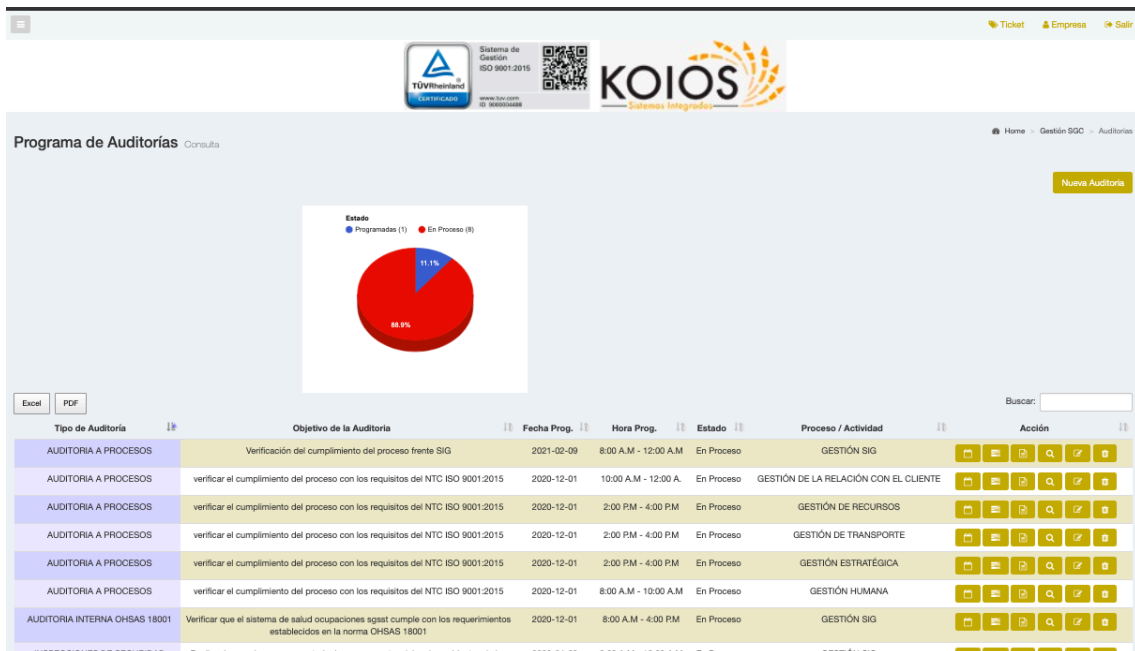 Ticket Empresa Salir
Sistema de
Gestión
ISO 9001:2015
TÜVRheinland
CERTIFICADO
www.tuv.com
ID 9000004488
KOIOS
Sistemas Integrados
Programa de Auditorías Consulta
Home > Gestión SGC > Auditorias
Nueva Auditoria
Estado
Programadas (1) En Proceso (8)
11.1%
88.9%
Excel PDF
Buscar:
Tipo de Auditoría Objetivo de la Auditoria Fecha Prog. Hora Prog. Estado Proceso / Actividad Acción
AUDITORIA A PROCESOS Verificación del cumplimiento del proceso frente SIG 2021-02-09 8:00 A.M - 12:00 A.M En Proceso GESTIÓN SIG
AUDITORIA A PROCESOS verificar el cumplimiento del proceso con los requisitos del NTC ISO 9001:2015 2020-12-01 10:00 A.M - 12:00 A. En Proceso GESTIÓN DE LA RELACIÓN CON EL CLIENTE
AUDITORIA A PROCESOS verificar el cumplimiento del proceso con los requisitos del NTC ISO 9001:2015 2020-12-01 2:00 P.M - 4:00 P.M En Proceso GESTIÓN DE RECURSOS
AUDITORIA A PROCESOS verificar el cumplimiento del proceso con los requisitos del NTC ISO 9001:2015 2020-12-01 2:00 P.M - 4:00 P.M En Proceso GESTIÓN DE TRANSPORTE
AUDITORIA A PROCESOS verificar el cumplimiento del proceso con los requisitos del NTC ISO 9001:2015 2020-12-01 2:00 P.M - 4:00 P.M En Proceso GESTIÓN ESTRATÉGICA
AUDITORIA A PROCESOS verificar el cumplimiento del proceso con los requisitos del NTC ISO 9001:2015 2020-12-01 8:00 A.M - 10:00 A.M En Proceso GESTIÓN HUMANA
AUDITORIA INTERNA OHSAS 18001 Verificar que el sistema de salud ocupaciones sgsst cumple con los requerimientos 2020-12-01 8:00 A.M - 4:00 P.M En Proceso GESTIÓN SIG
establecidos en la norma OHSAS 18001